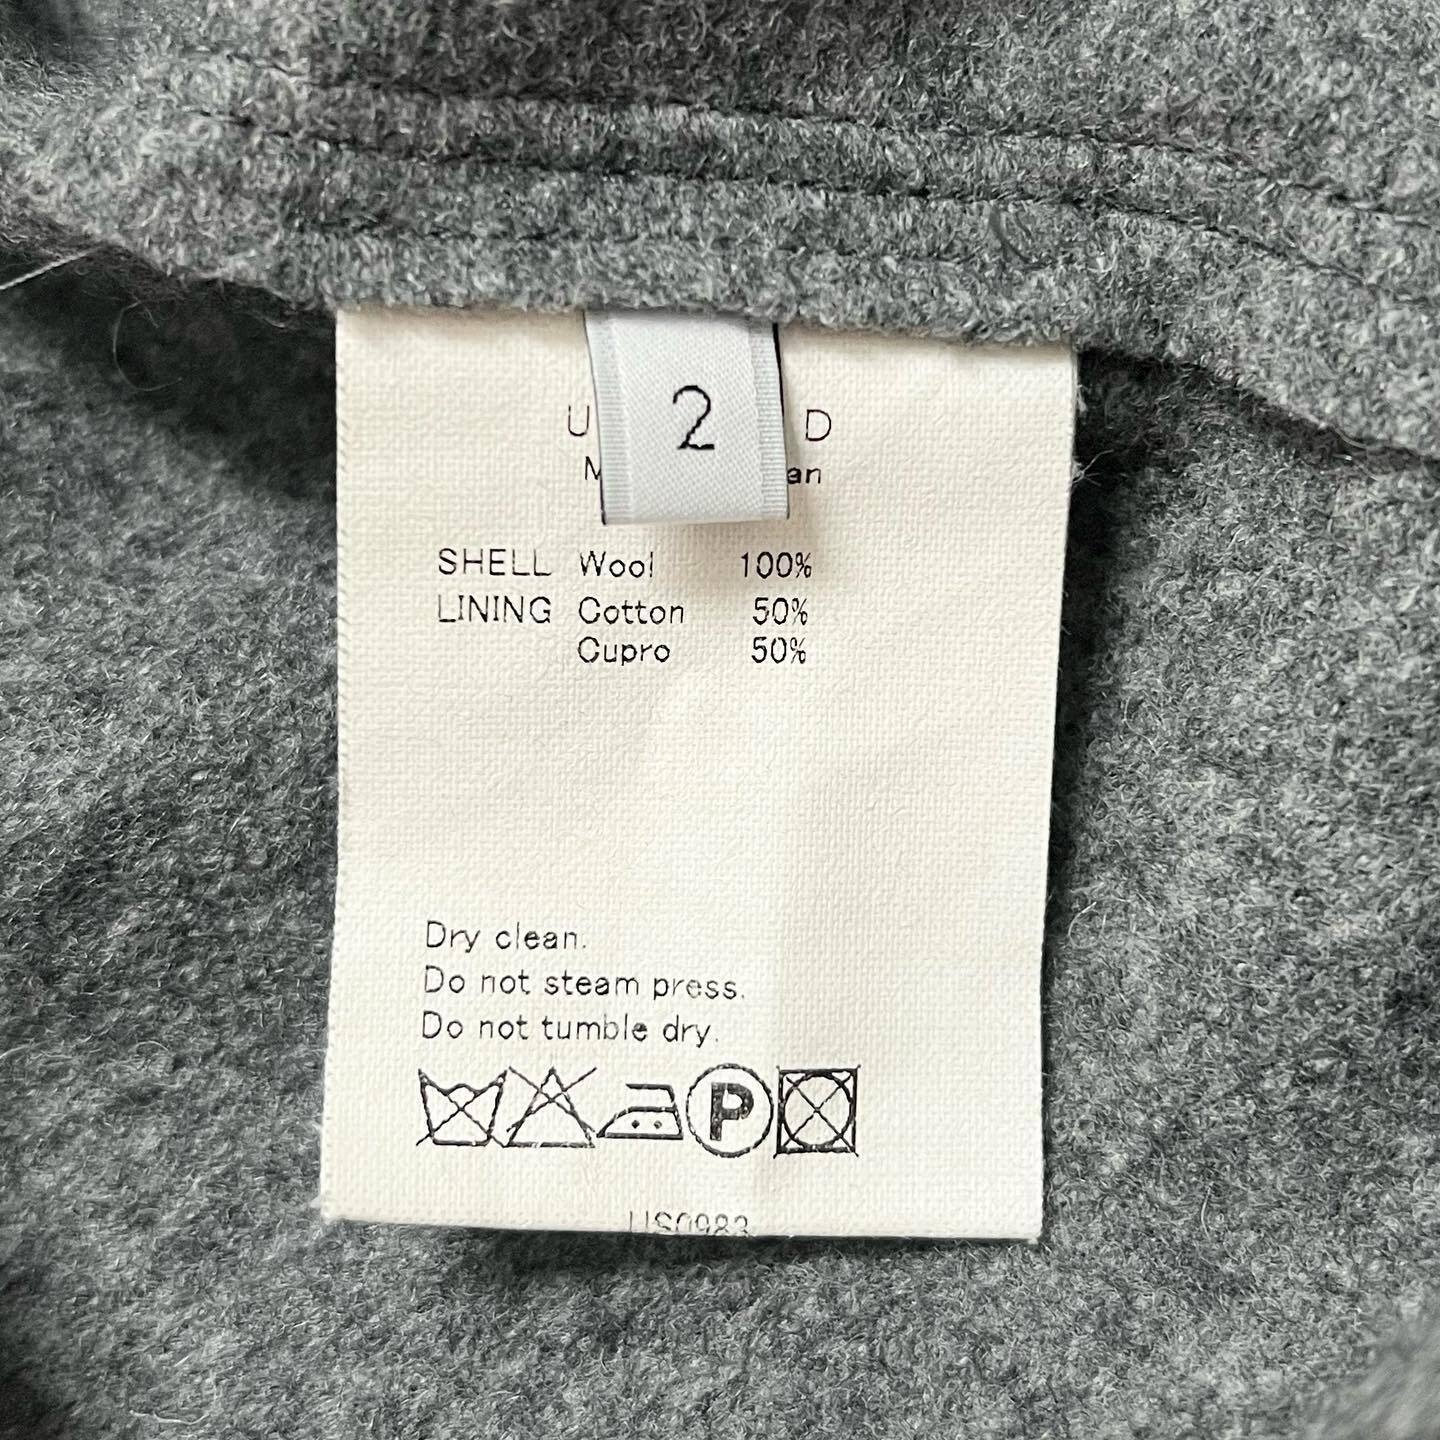 2
SHELL Wool 100%
LINING Cotton 50%
Cupro 50%
Dry clean.
Do not steam press.
Do not tumble dry.
P